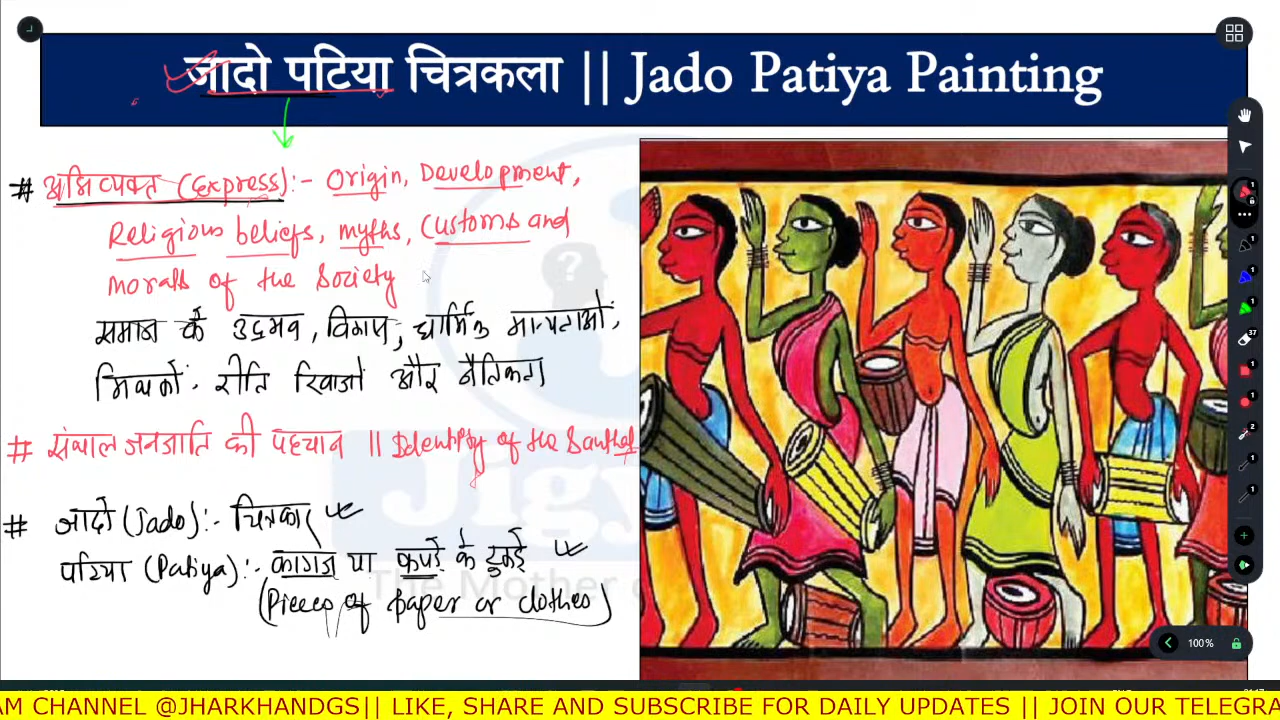 जादो पटिया चित्रकला || Jado Patiya Painting
# अभिव्यक्त (Express):- Origin, Development,
Religious beliefs, myths, Customs and
morals of the Society
समाज के उद्भव, विकास, धार्मिक मान्यताओं,
मिथकों, रीति रिवाजों और नैतिकता
# संथाल जनजाति की पहचान || Identity of the Santhal
# जादो (Jado):- चित्रकार
पटिया (Patiya):- कागज या कपड़े के टुकड़े
(Pieces of paper or clothes)
Jigy
The Mother o
100%
AM CHANNEL @JHARKHANDGS|| LIKE, SHARE AND SUBSCRIBE FOR DAILY UPDATES || JOIN OUR TELEGRA